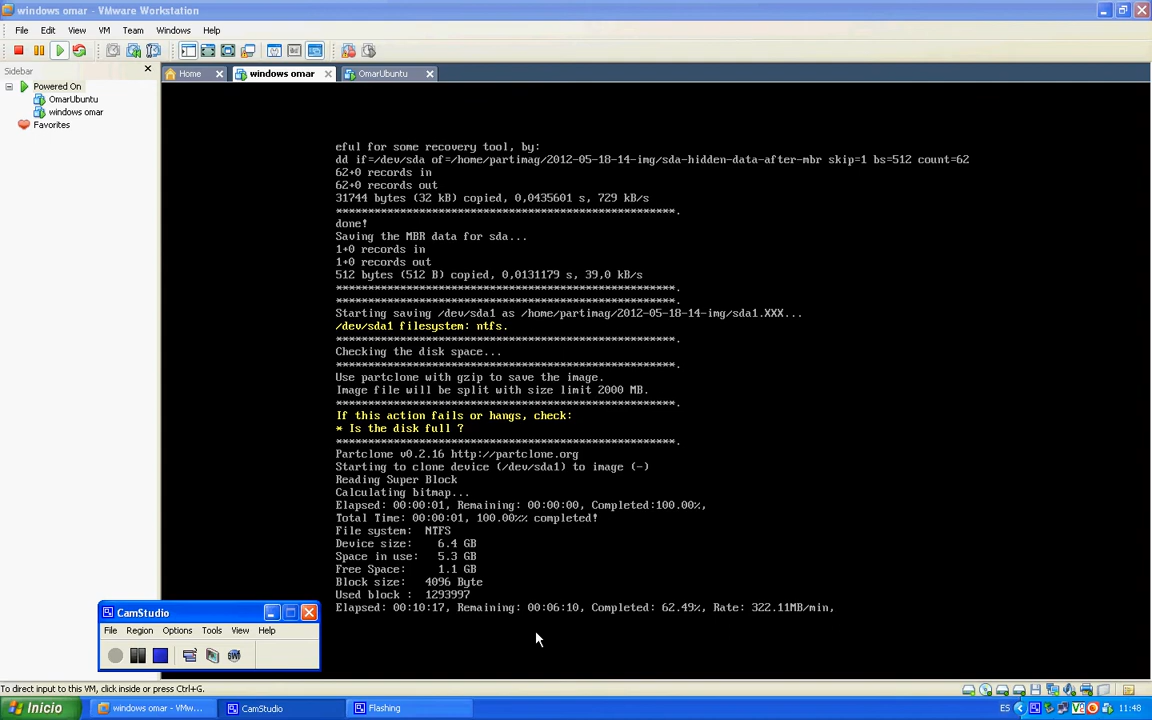 windows omar - VMware Workstation
File Edit View VM Team Windows Help
Sidebar
Home windows omar OmarUbuntu
Powered On
OmarUbuntu
windows omar
Favorites
eful for some recovery tool, by:
dd if=/dev/sda of=/home/partimag/2012-05-18-14-img/sda-hidden-data-after-mbr skip=1 bs=512 count=62
62+0 records in
62+0 records out
31744 bytes (32 kB) copied, 0,0435601 s, 729 kB/s
*****************************************************.
done!
Saving the MBR data for sda...
1+0 records in
1+0 records out
512 bytes (512 B) copied, 0,0131179 s, 39,0 kB/s
*****************************************************.
*****************************************************.
Starting saving /dev/sda1 as /home/partimag/2012-05-18-14-img/sda1.XXX...
/dev/sda1 filesystem: ntfs.
*****************************************************.
Checking the disk space...
*****************************************************.
Use partclone with gzip to save the image.
Image file will be split with size limit 2000 MB.
*****************************************************.
If this action fails or hangs, check:
* Is the disk full ?
*****************************************************.
Partclone v0.2.16 http://partclone.org
Starting to clone device (/dev/sda1) to image (-)
Reading Super Block
Calculating bitmap...
Elapsed: 00:00:01, Remaining: 00:00:00, Completed:100.00%,
Total Time: 00:00:01, 100.00%% completed!
File system: NTFS
Device size: 6.4 GB
Space in use: 5.3 GB
Free Space: 1.1 GB
Block size: 4096 Byte
Used block : 1293997
Elapsed: 00:10:17, Remaining: 00:06:10, Completed: 62.49%, Rate: 322.11MB/min,
CamStudio
File Region Options Tools View Help
SWF
To direct input to this VM, click inside or press Ctrl+G.
Inicio windows omar - VMw... CamStudio Flashing ES 11:48